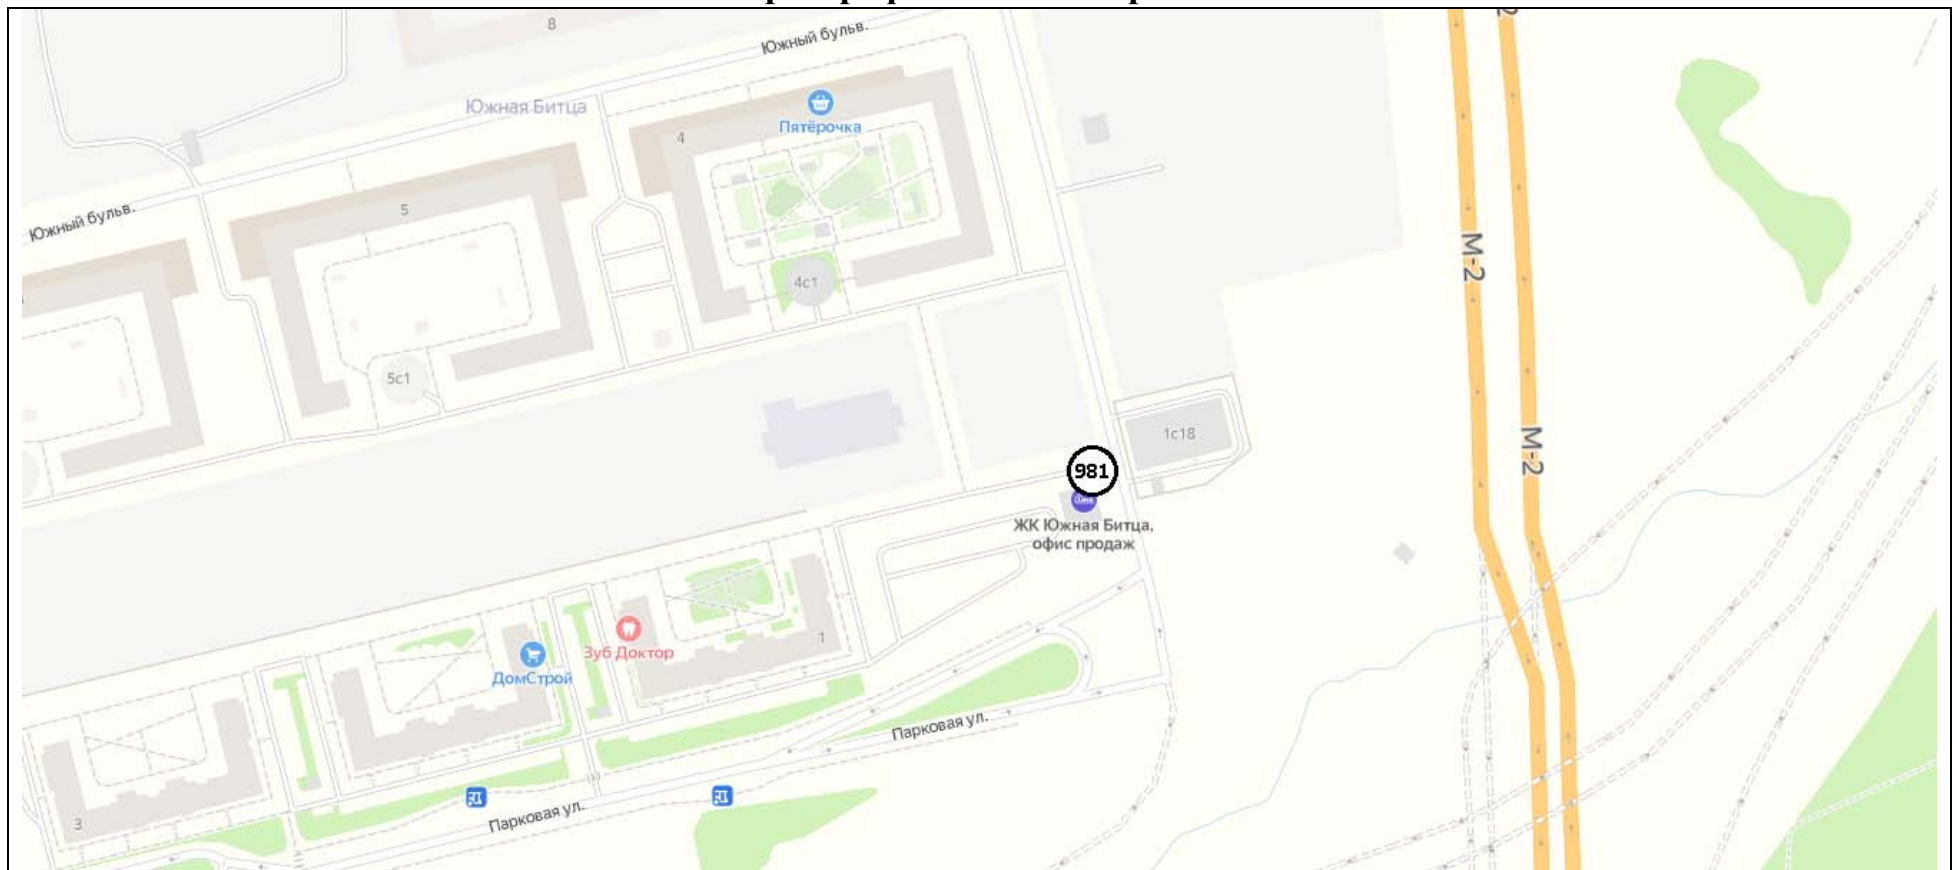 8
Южный бульв.
Южная Битца
Пятёрочка
4
5
Южный бульв.
М-2
4с1
5с1
1с18
М-2
981
ЖК Южная Битца,
офис продаж
1
Зуб Доктор
ДомСтрой
Парковая ул.
Парковая ул.
3